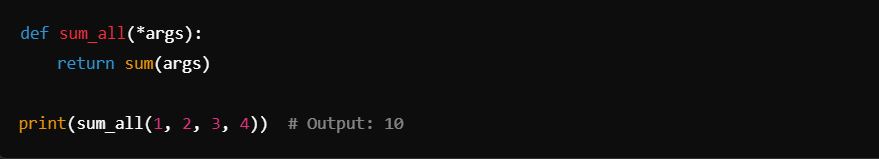 def sum_all(*args):
    return sum(args)
print(sum_all(1, 2, 3, 4))  # Output: 10